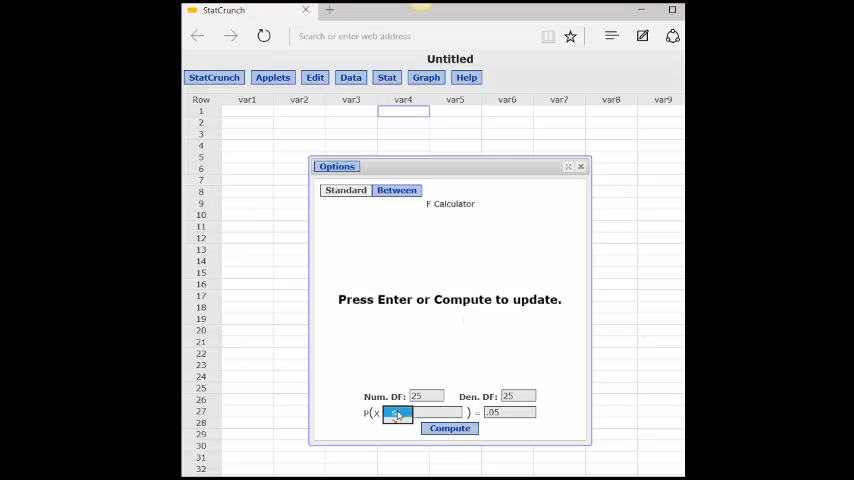 StatCrunch
Search or enter web address
Untitled
StatCrunch Applets Edit Data Stat Graph Help
Row var1 var2 var3 var4 var5 var6 var7 var8 var9
1
2
3
4
5
6
7
8
9
10
11
12
13
14
15
16
17
18
19
20
21
22
23
24
25
26
27
28
29
30
31
32
Options
Standard Between
F Calculator
Press Enter or Compute to update.
Num. DF: 25 Den. DF: 25
P(X ) = .05
Compute